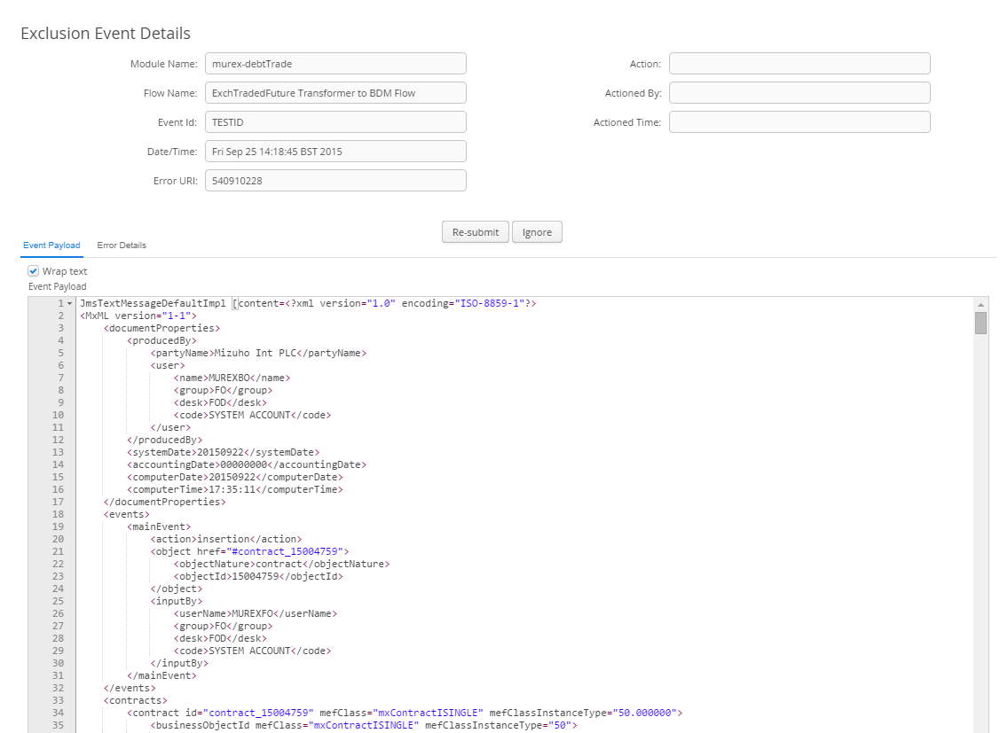 Exclusion Event Details
Module Name: murex-debtTrade
Action:
Flow Name: ExchTradedFuture Transformer to BDM Flow
Actioned By:
Event Id: TESTID
Actioned Time:
Date/Time: Fri Sep 25 14:18:45 BST 2015
Error URI: 540910228
Re-submit Ignore
Event Payload Error Details
Wrap text
Event Payload
1 JmsTextMessageDefaultImpl [content=<?xml version="1.0" encoding="ISO-8859-1"?>
2 <MxML version="1-1">
3 <documentProperties>
4 <producedBy>
5 <partyName>Mizuho Int PLC</partyName>
6 <user>
7 <name>MUREXBO</name>
8 <group>FO</group>
9 <desk>FOD</desk>
10 <code>SYSTEM ACCOUNT</code>
11 </user>
12 </producedBy>
13 <systemDate>20150922</systemDate>
14 <accountingDate>00000000</accountingDate>
15 <computerDate>20150922</computerDate>
16 <computerTime>17:35:11</computerTime>
17 </documentProperties>
18 <events>
19 <mainEvent>
20 <action>insertion</action>
21 <object href="#contract_15004759">
22 <objectNature>contract</objectNature>
23 <objectId>15004759</objectId>
24 </object>
25 <inputBy>
26 <userName>MUREXFO</userName>
27 <group>FO</group>
28 <desk>FOD</desk>
29 <code>SYSTEM ACCOUNT</code>
30 </inputBy>
31 </mainEvent>
32 </events>
33 <contracts>
34 <contract id="contract_15004759" mefClass="mxContractISINGLE" mefClassInstanceType="50.000000">
35 <businessObjectId mefClass="mxContractISINGLE" mefClassInstanceType="50">